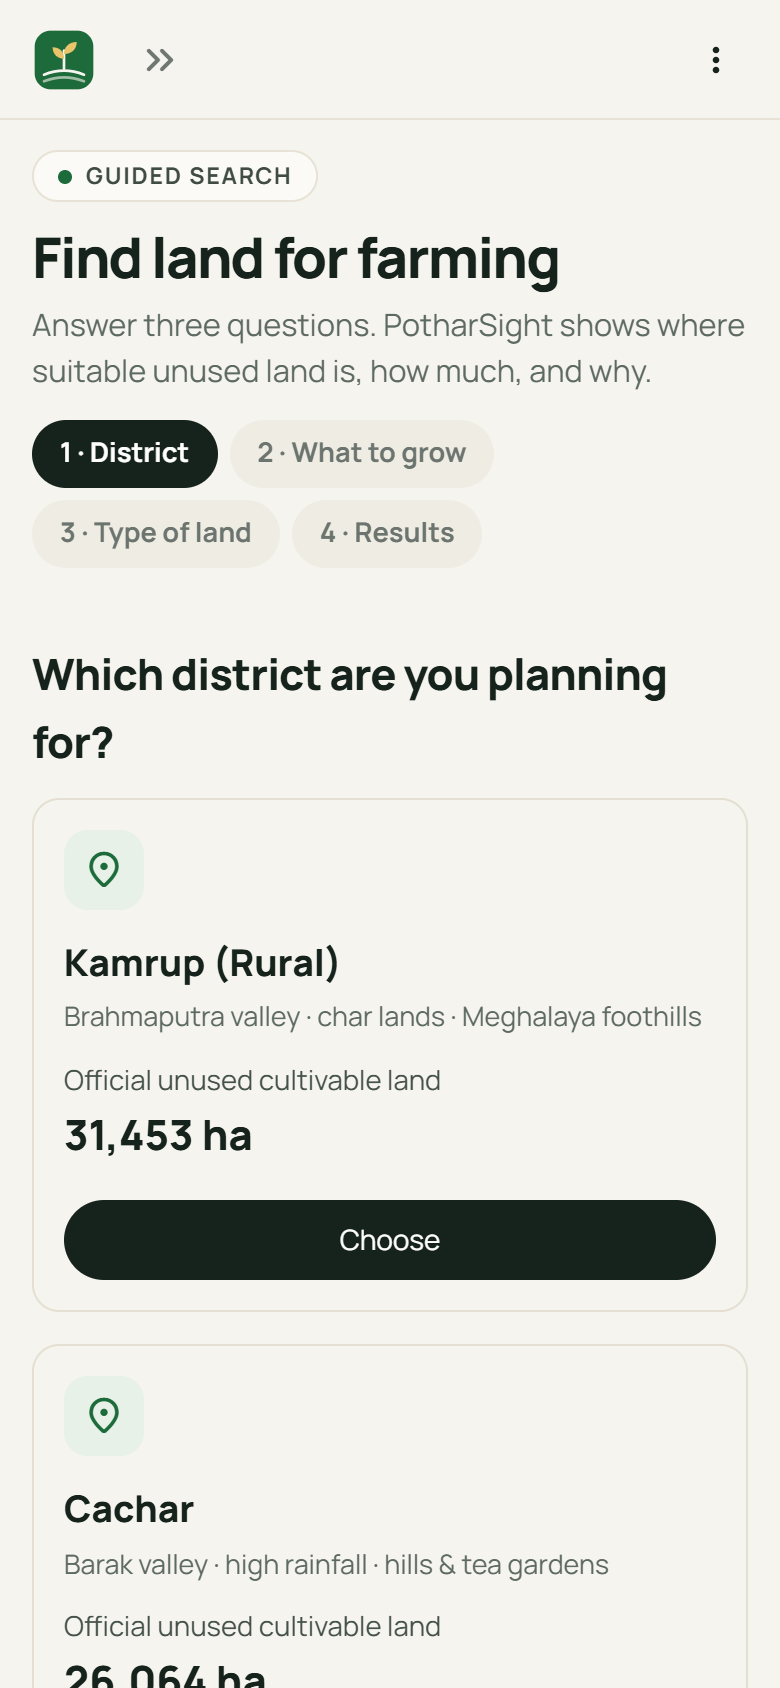 GUIDED SEARCH
Find land for farming
Answer three questions. PotharSight shows where
suitable unused land is, how much, and why.
1 · District
2 · What to grow
3 · Type of land
4 · Results
Which district are you planning
for?
Kamrup (Rural)
Brahmaputra valley · char lands · Meghalaya foothills
Official unused cultivable land
31,453 ha
Choose
Cachar
Barak valley · high rainfall · hills & tea gardens
Official unused cultivable land
26,064 ha